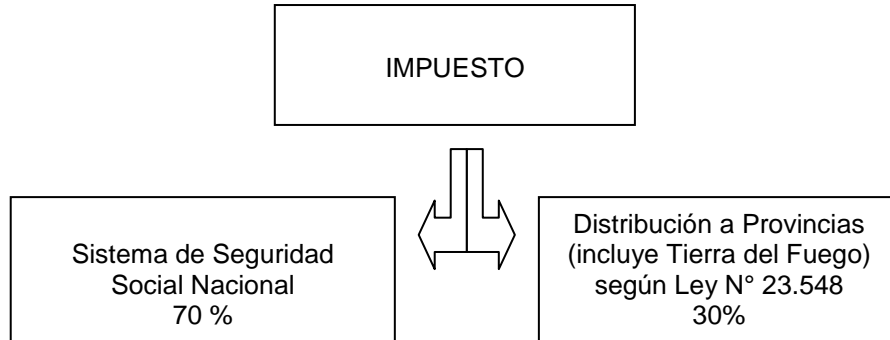 IMPUESTO
Sistema de Seguridad
Social Nacional
70 %
Distribución a Provincias
(incluye Tierra del Fuego)
según Ley N° 23.548
30%